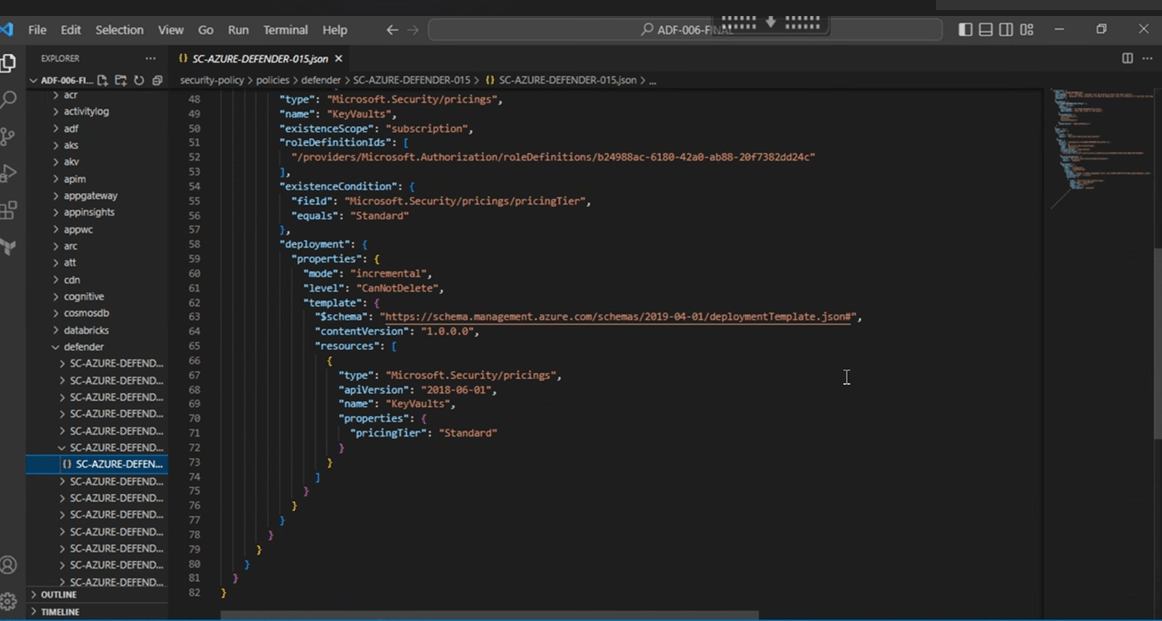 File Edit Selection View Go Run Terminal Help
ADF-006-FINAL
EXPLORER
SC-AZURE-DEFENDER-015.json
ADF-006-FI...
security-policy > policies > defender > SC-AZURE-DEFENDER-015 > {} SC-AZURE-DEFENDER-015.json > ...
acr
activitylog
adf
aks
akv
apim
appgateway
appinsights
appwc
arc
att
cdn
cognitive
cosmosdb
databricks
defender
SC-AZURE-DEFEND...
SC-AZURE-DEFEND...
SC-AZURE-DEFEND...
SC-AZURE-DEFEND...
SC-AZURE-DEFEND...
SC-AZURE-DEFEND...
{} SC-AZURE-DEFEN...
SC-AZURE-DEFEND...
SC-AZURE-DEFEND...
SC-AZURE-DEFEND...
SC-AZURE-DEFEND...
SC-AZURE-DEFEND...
SC-AZURE-DEFEND...
SC-AZURE-DEFEND...
OUTLINE
TIMELINE
48 "type": "Microsoft.Security/pricings",
49 "name": "KeyVaults",
50 "existenceScope": "subscription",
51 "roleDefinitionIds": [
52 "/providers/Microsoft.Authorization/roleDefinitions/b24988ac-6180-42a0-ab88-20f7382dd24c"
53 ],
54 "existenceCondition": {
55 "field": "Microsoft.Security/pricings/pricingTier",
56 "equals": "Standard"
57 },
58 "deployment": {
59 "properties": {
60 "mode": "incremental",
61 "level": "CanNotDelete",
62 "template": {
63 "$schema": "https://schema.management.azure.com/schemas/2019-04-01/deploymentTemplate.json#",
64 "contentVersion": "1.0.0.0",
65 "resources": [
66 {
67 "type": "Microsoft.Security/pricings",
68 "apiVersion": "2018-06-01",
69 "name": "KeyVaults",
70 "properties": {
71 "pricingTier": "Standard"
72 }
73 }
74 ]
75 }
76 }
77 }
78 }
79 }
80 }
81 }
82 }